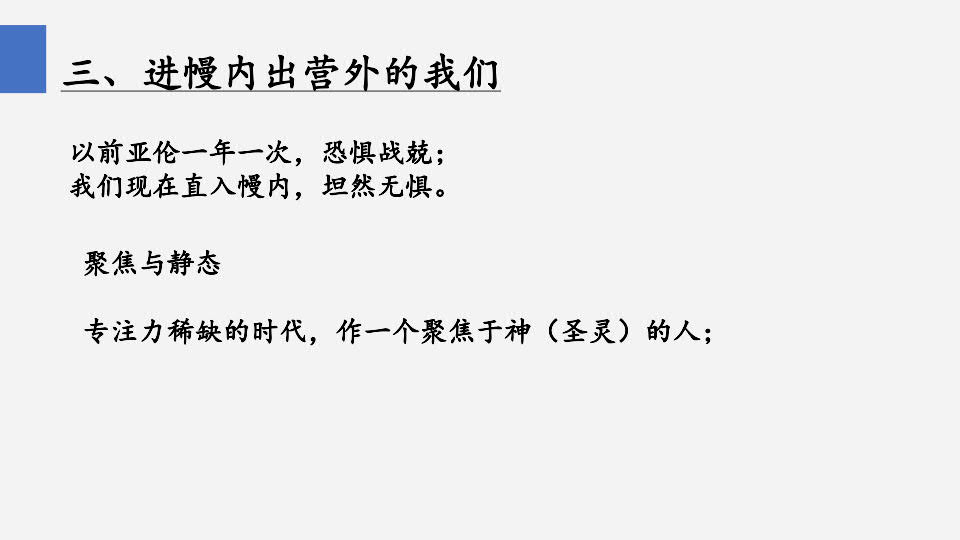 三、进幔内出营外的我们
以前亚伦一年一次，恐惧战兢；
我们现在直入幔内，坦然无惧。
聚焦与静态
专注力稀缺的时代，作一个聚焦于神（圣灵）的人；